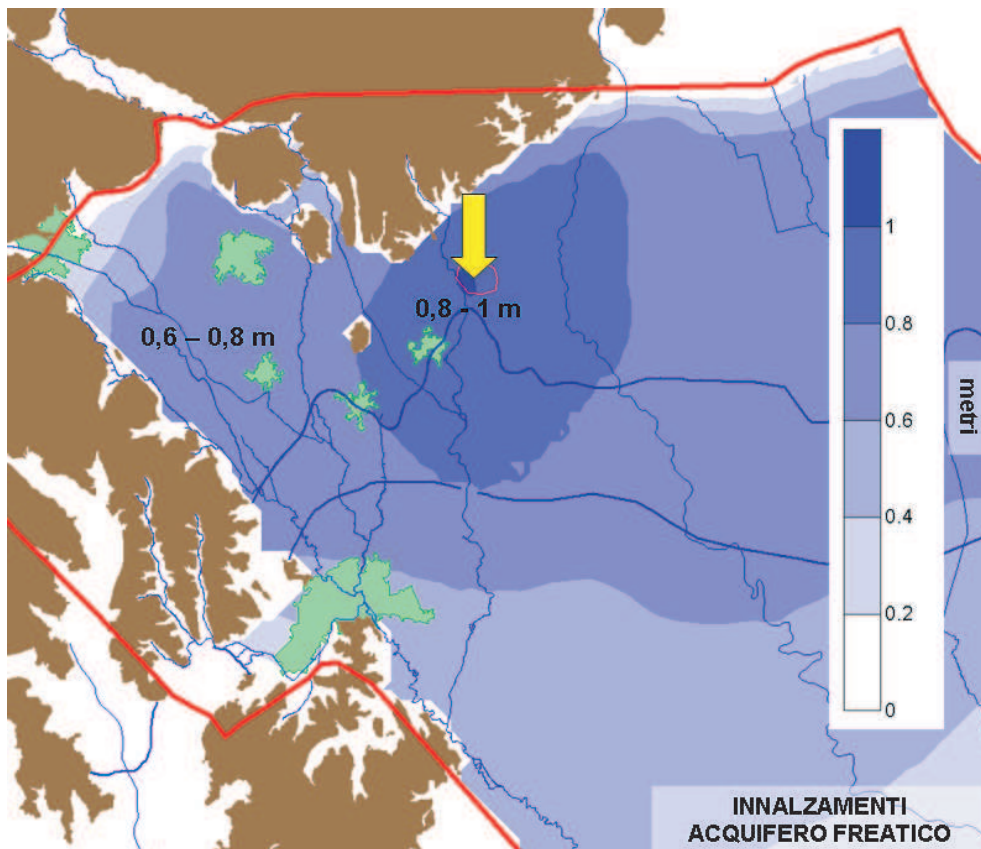 0,6 – 0,8 m
0,8 - 1 m
1
0.8
0.6
0.4
0.2
0
metri
INNALZAMENTI
ACQUIFERO FREATICO